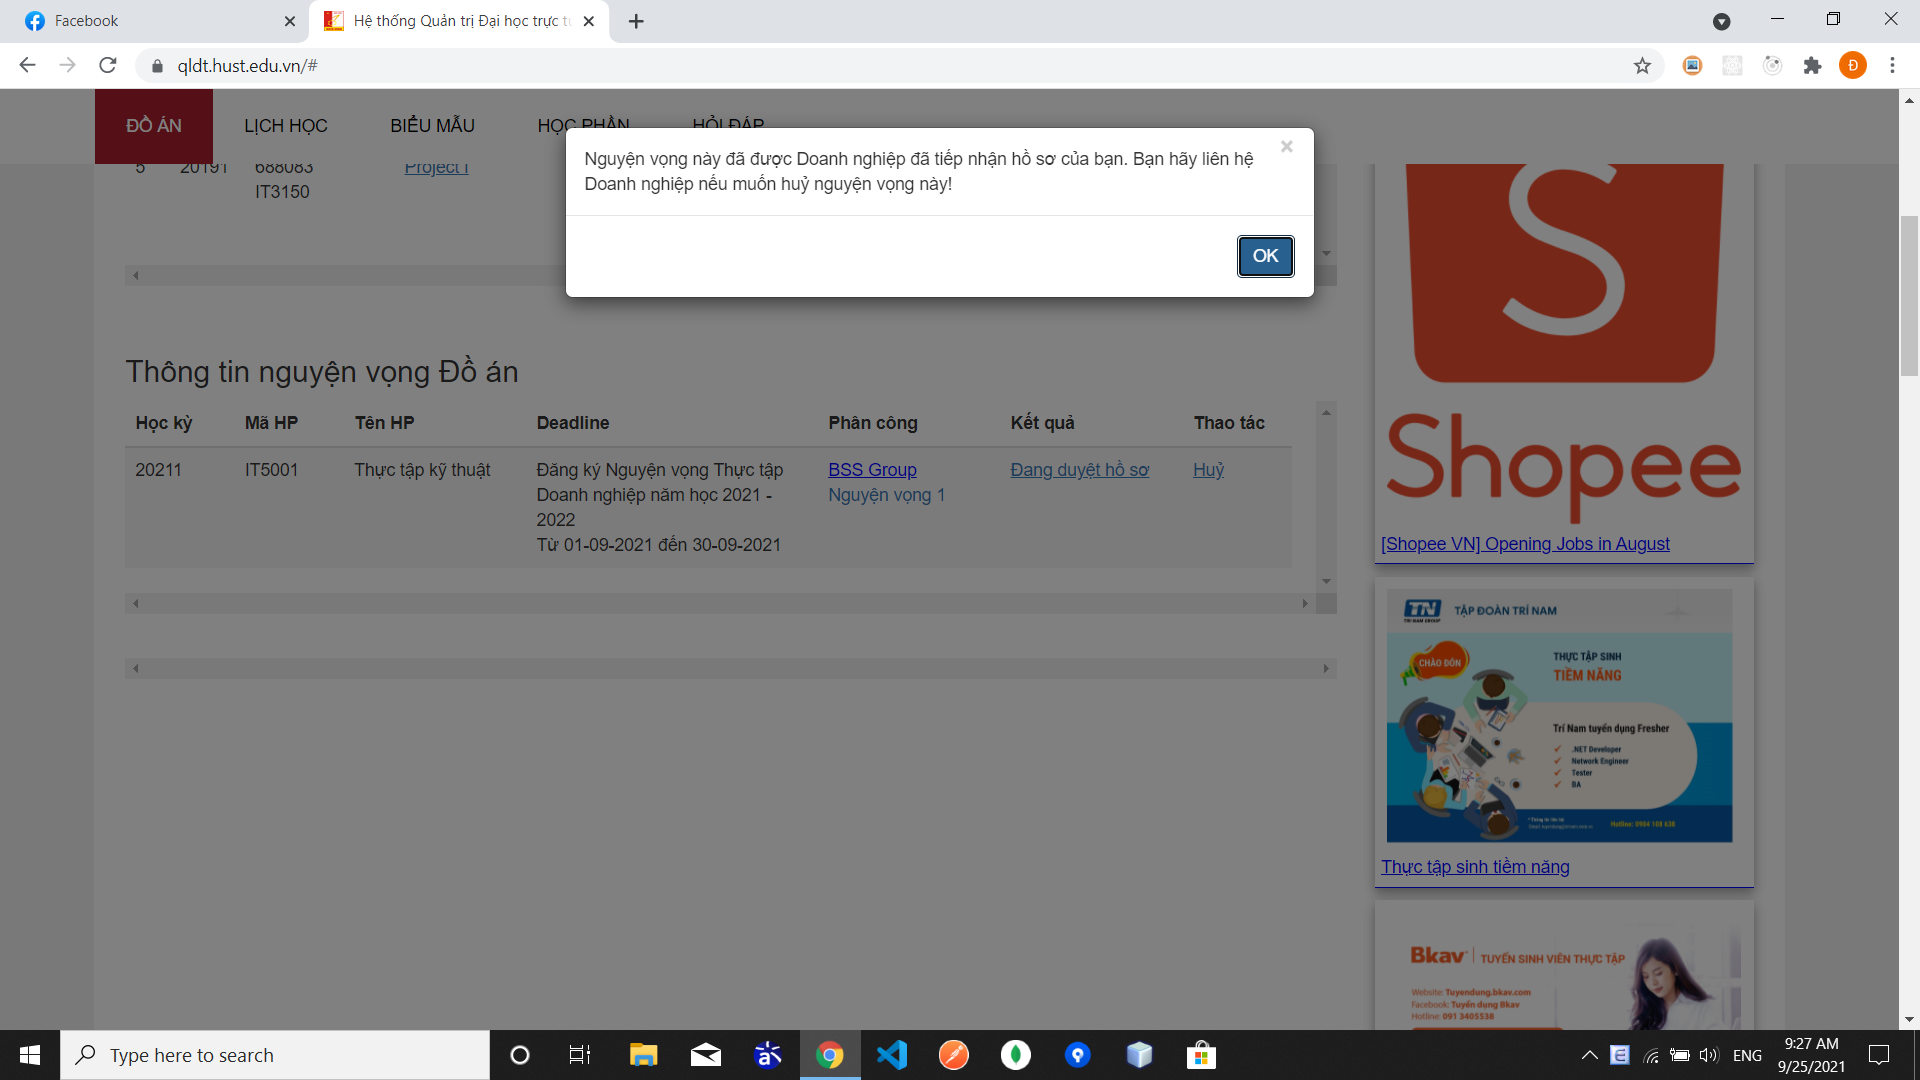 Facebook
Hệ thống Quản trị Đại học trực t
qldt.hust.edu.vn/#
Đ
ĐỒ ÁN
LỊCH HỌC
BIỂU MẪU
HỌC PHẦN
HỎI ĐÁP
Nguyện vọng này đã được Doanh nghiệp đã tiếp nhận hồ sơ của bạn. Bạn hãy liên hệ
Doanh nghiệp nếu muốn huỷ nguyện vọng này!
OK
5 20191 688083 Project I
IT3150
Thông tin nguyện vọng Đồ án
Học kỳ Mã HP Tên HP Deadline Phân công Kết quả Thao tác
20211 IT5001 Thực tập kỹ thuật Đăng ký Nguyện vọng Thực tập BSS Group Đang duyệt hồ sơ Huỷ
Doanh nghiệp năm học 2021 - Nguyện vọng 1
2022
Từ 01-09-2021 đến 30-09-2021
Shopee
[Shopee VN] Opening Jobs in August
TN
TRI NAM GROUP
TẬP ĐOÀN TRÍ NAM
CHÀO ĐÓN
THỰC TẬP SINH
TIỀM NĂNG
Trí Nam tuyển dụng Fresher
.NET Developer
Network Engineer
Tester
BA
Hotline: 0904 108 638
Thực tập sinh tiềm năng
Bkav TUYỂN SINH VIÊN THỰC TẬP
Website: Tuyendung.bkav.com
Facebook: Tuyển dụng Bkav
Hotline: 091 3405538
Type here to search
ENG
9:27 AM
9/25/2021